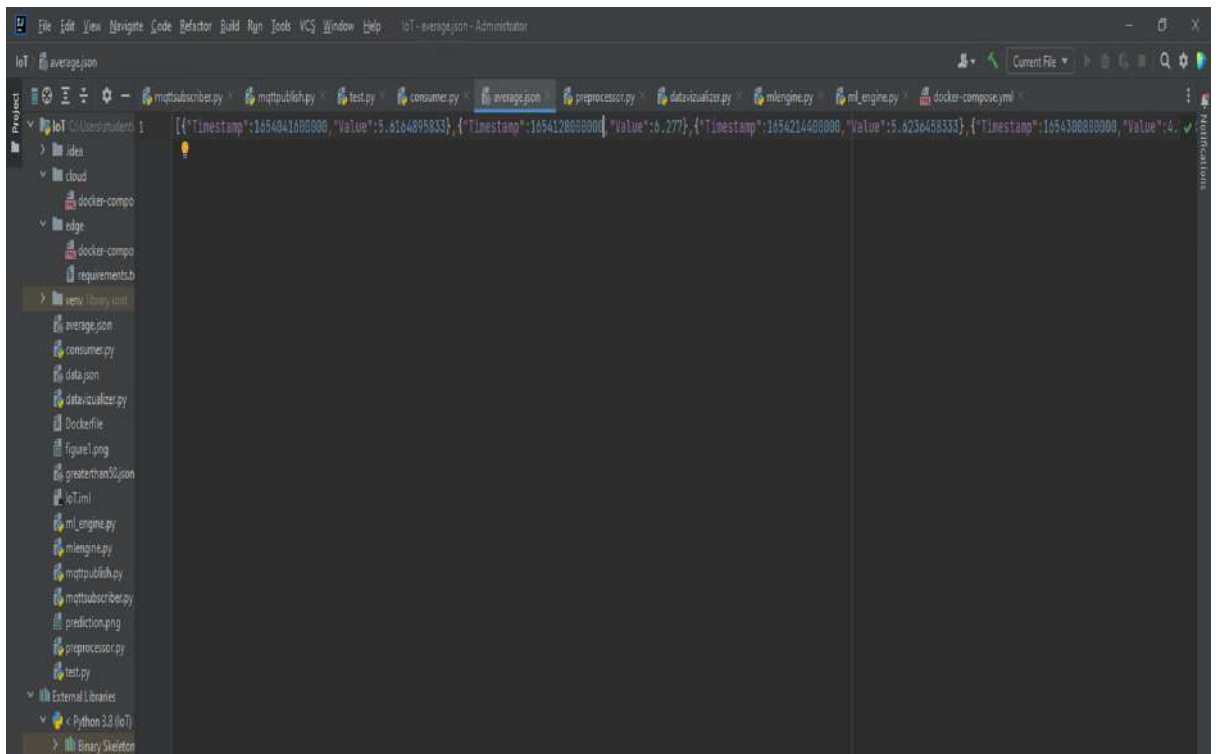 File Edit View Navigate Code Refactor Build Run Tools VCS Window Help IoT - average.json - Administrator
IoT average.json
Current File
mqttsubscriber.py mqttpublish.py test.py consumer.py average.json preprocessor.py datavizualizer.py mlengine.py ml_engine.py docker-compose.yml
Project
Notifications
IoT C:\Users\student\
1 [{"Timestamp":1654041600000,"Value":5.6164895833},{"Timestamp":1654128000000,"Value":6.277},{"Timestamp":1654214400000,"Value":5.6236458333},{"Timestamp":1654300800000,"Value":4.
.idea
cloud
docker-compo
edge
docker-compo
requirements.t
venv library root
average.json
consumer.py
data.json
datavizualizer.py
Dockerfile
figure1.png
greaterthan50.json
IoT.iml
ml_engine.py
mlengine.py
mqttpublish.py
mqttsubscriber.py
prediction.png
preprocessor.py
test.py
External Libraries
< Python 3.8 (IoT)
Binary Skeleton